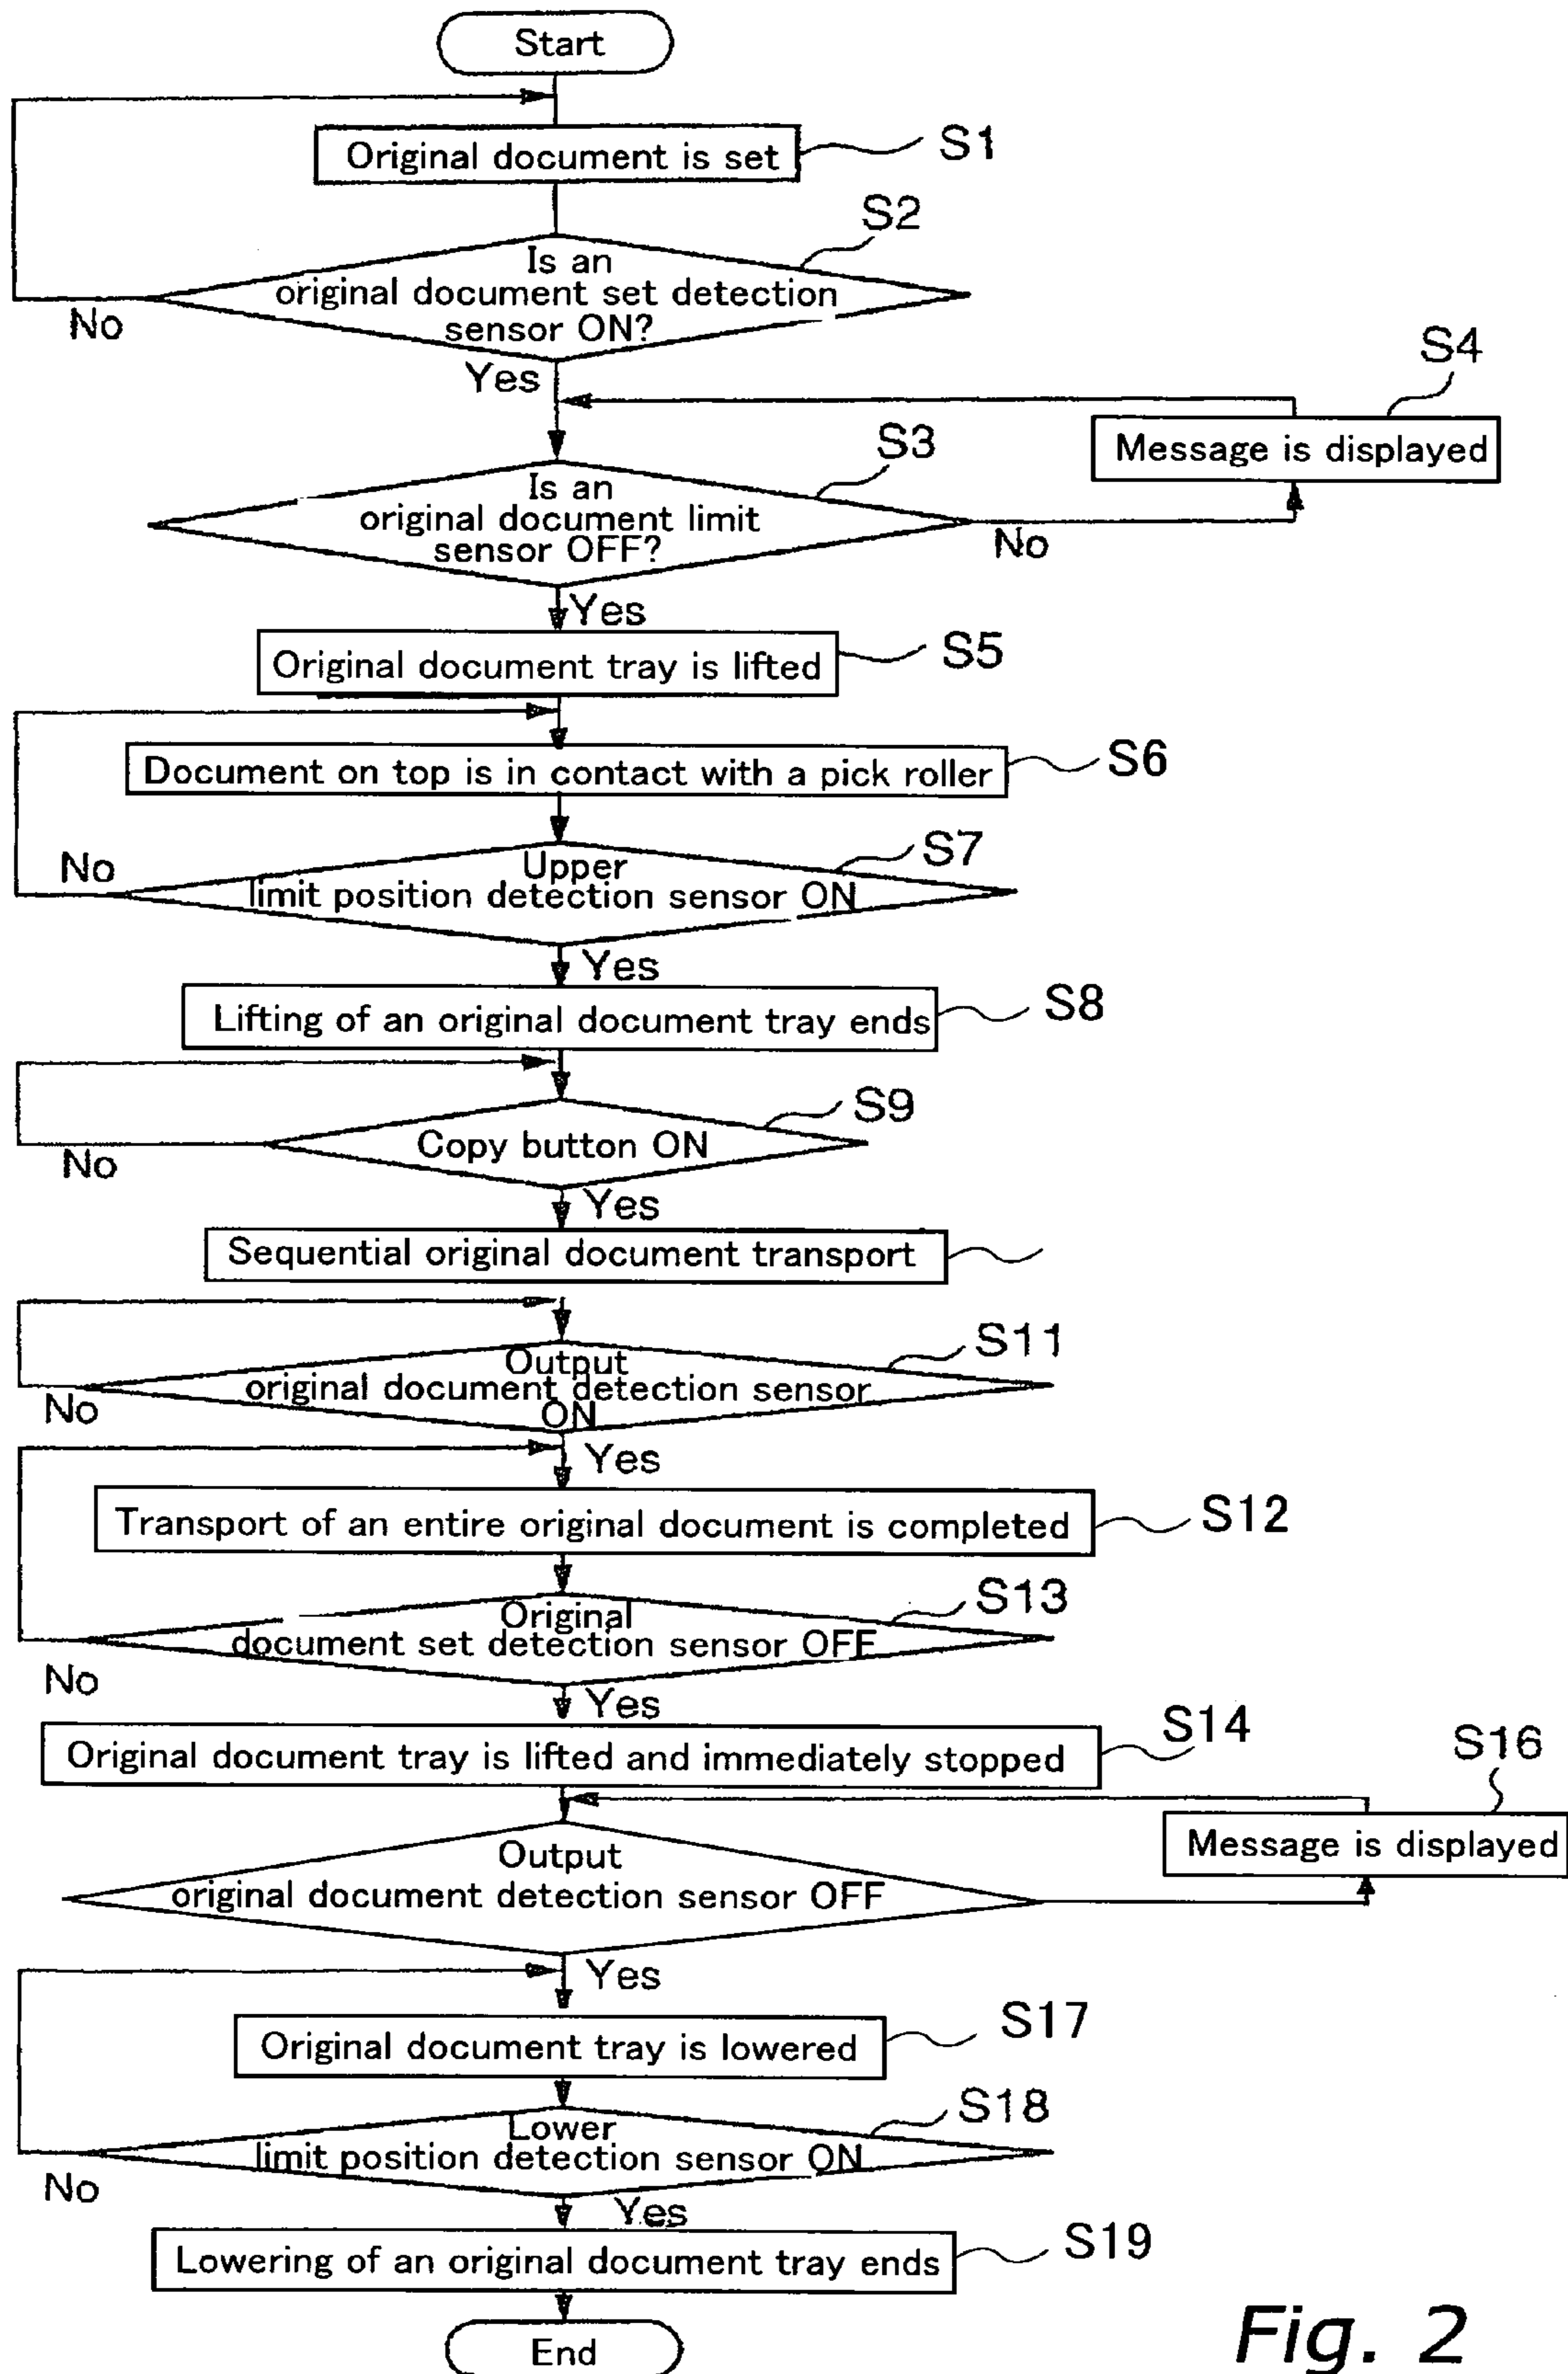 Start
Original document is set
S1
S2
Is an
original document set detection
sensor ON?
No
Yes
S4
Message is displayed
S3
Is an
original document limit
sensor OFF?
No
Yes
Original document tray is lifted
S5
Document on top is in contact with a pick roller
S6
S7
No
Upper
limit position detection sensor ON
Yes
Lifting of an original document tray ends
S8
S9
Copy button ON
No
Yes
Sequential original document transport
S11
Output
original document detection sensor
ON
No
Yes
Transport of an entire original document is completed
S12
S13
Original
document set detection sensor OFF
No
Yes
Original document tray is lifted and immediately stopped
S14
S16
Message is displayed
Output
original document detection sensor OFF
Yes
Original document tray is lowered
S17
S18
Lower
limit position detection sensor ON
No
Yes
Lowering of an original document tray ends
S19
End
Fig. 2